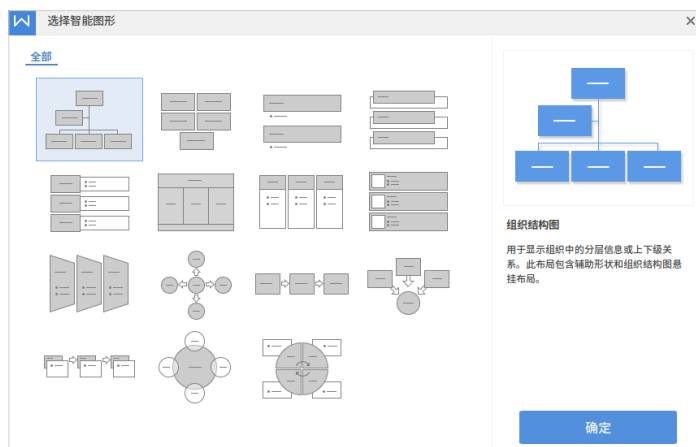 选择智能图形
全部
组织结构图
用于显示组织中的分层信息或上下级关
系。此布局包含辅助形状和组织结构图悬
挂布局。
确定